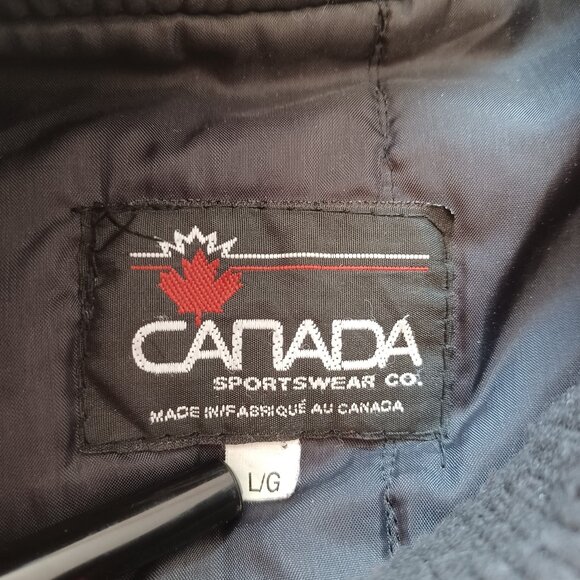 CANADA
SPORTSWEAR CO.
MADE IN/FABRIQUÉ AU CANADA
L/G